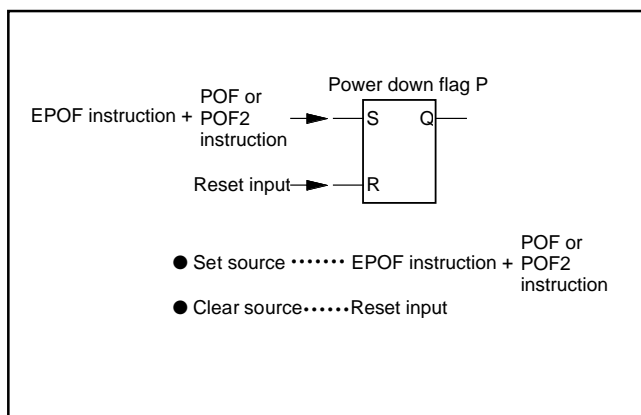 Power down flag P
EPOF instruction + POF or
POF2
instruction
S Q
Reset input
R
● Set source ······· EPOF instruction + POF or
POF2
instruction
● Clear source ······ Reset input